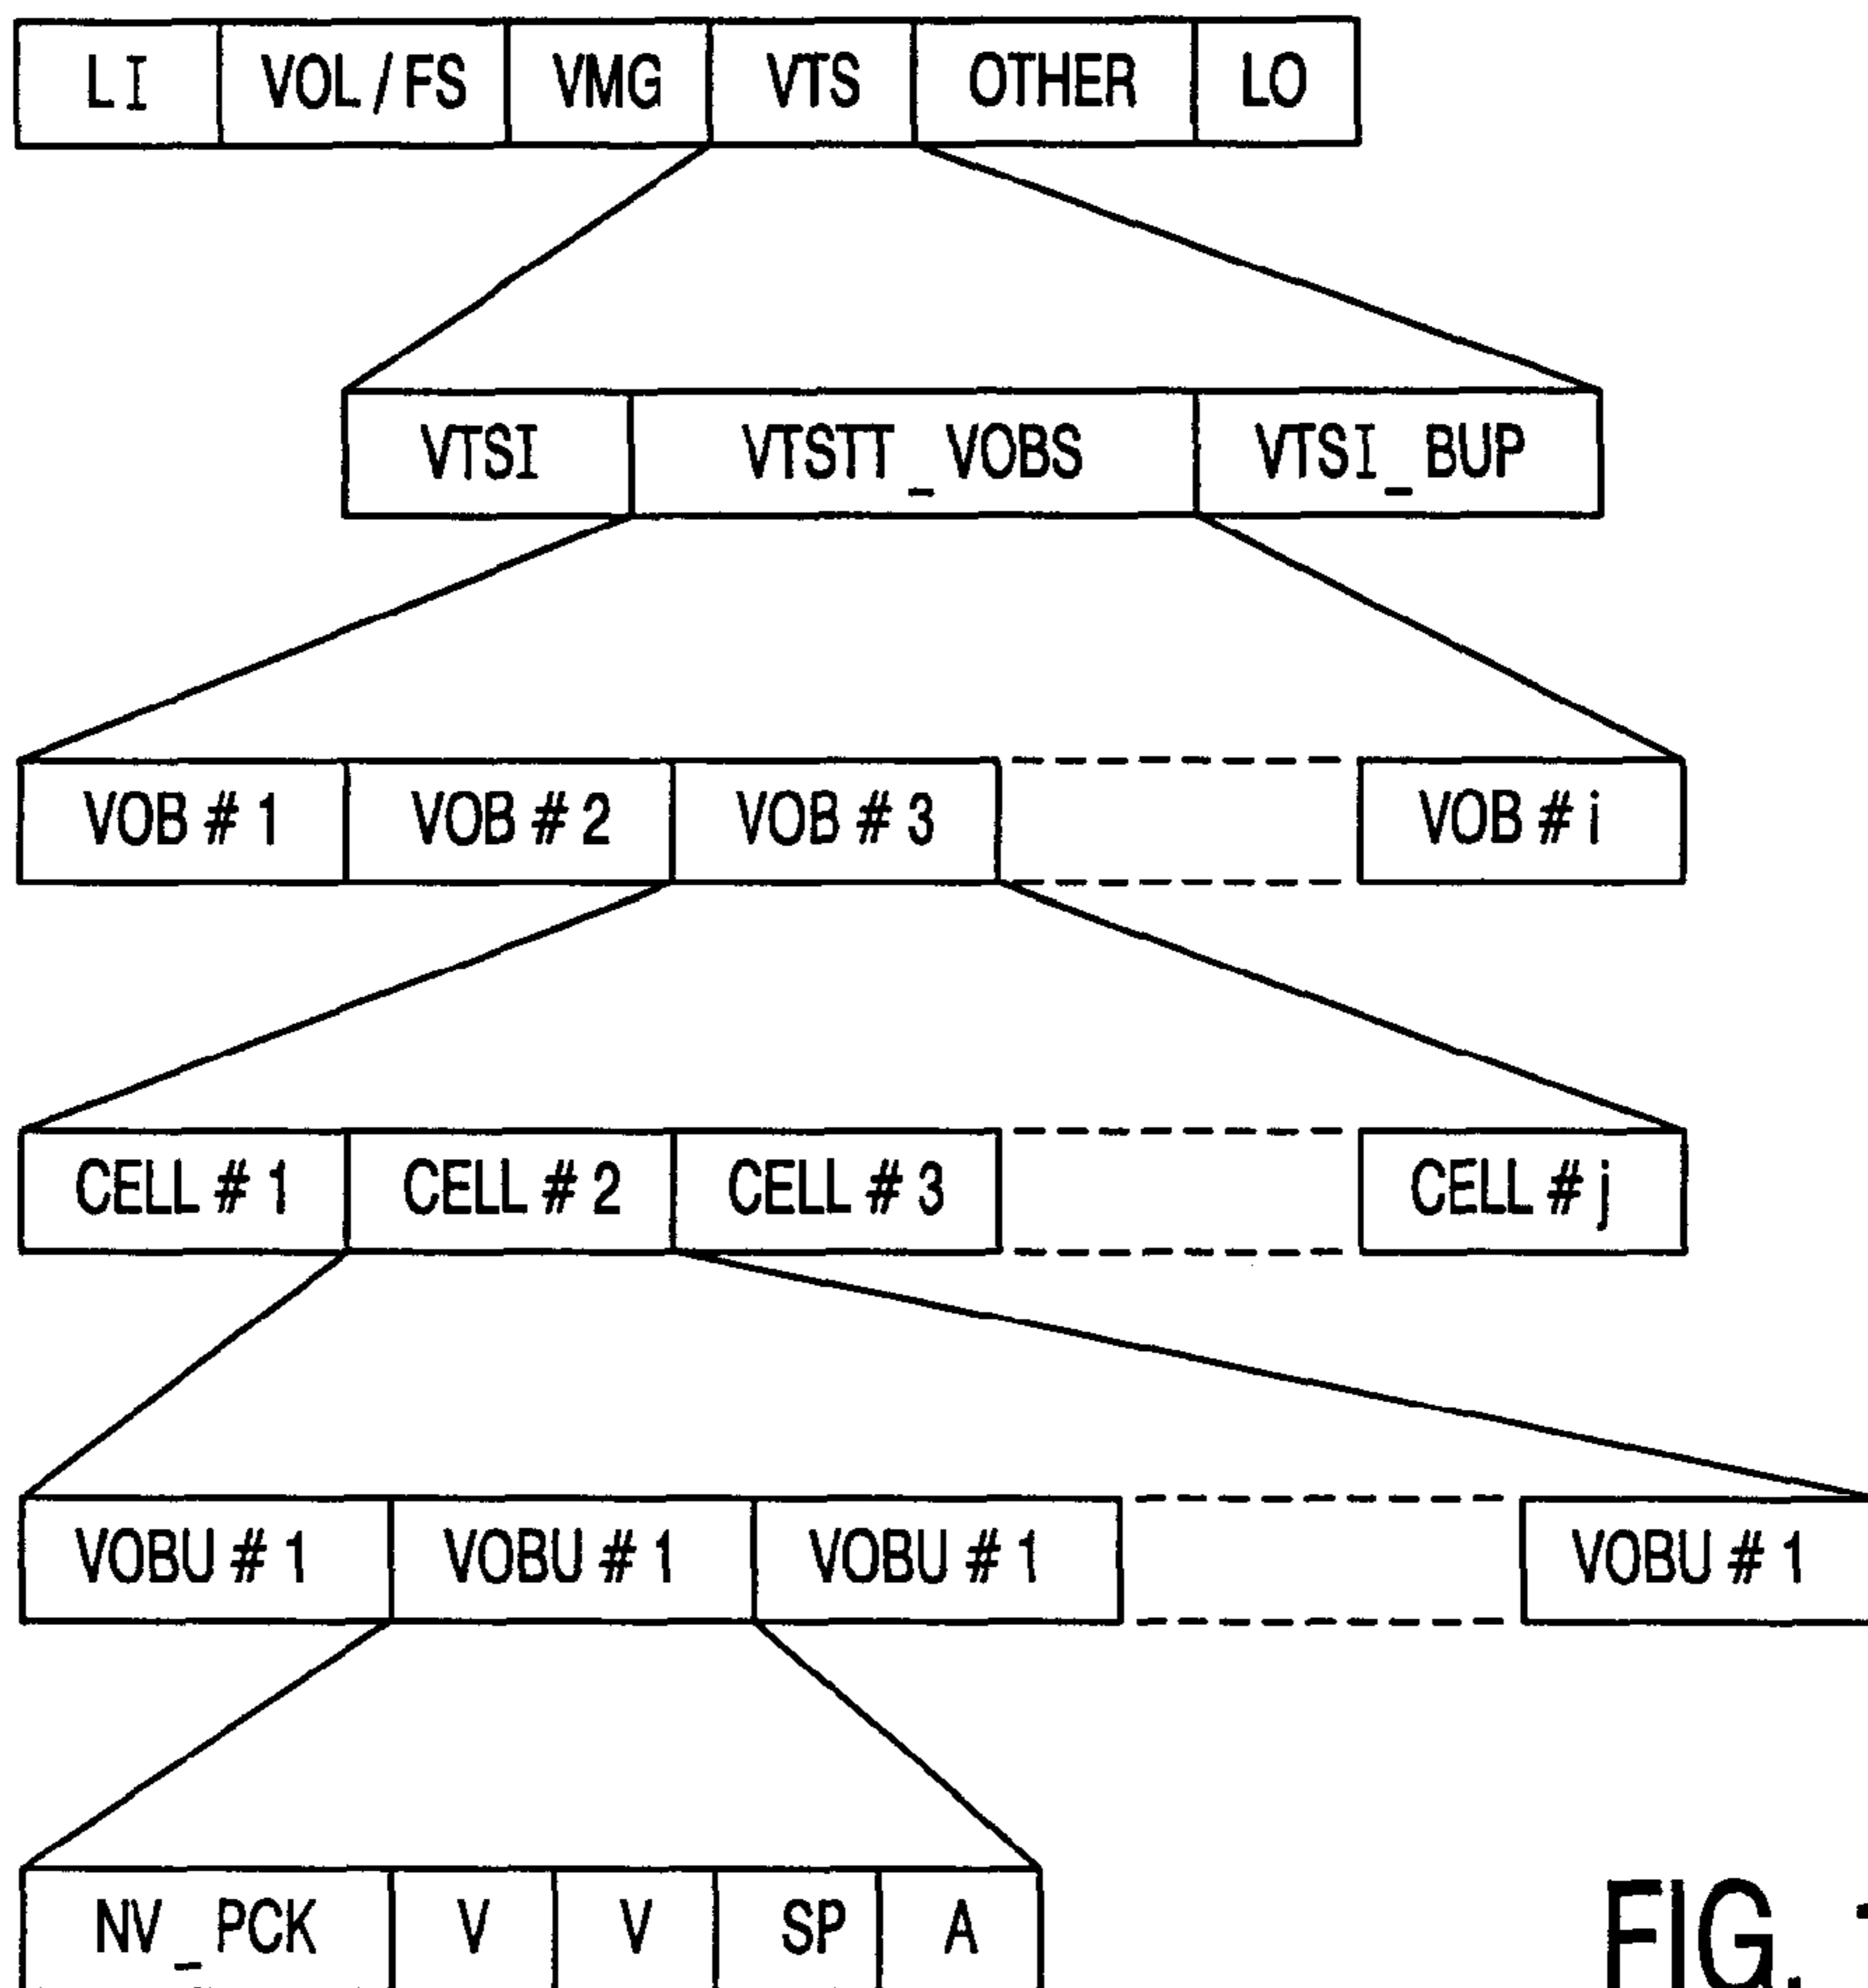 LI VOL/FS VMG VTS OTHER LO
VTSI VTSTT_VOBS VTSI_BUP
VOB # 1 VOB # 2 VOB # 3 VOB # i
CELL # 1 CELL # 2 CELL # 3 CELL # j
VOBU # 1 VOBU # 1 VOBU # 1 VOBU # 1
NV_PCK V V SP A
FIG.